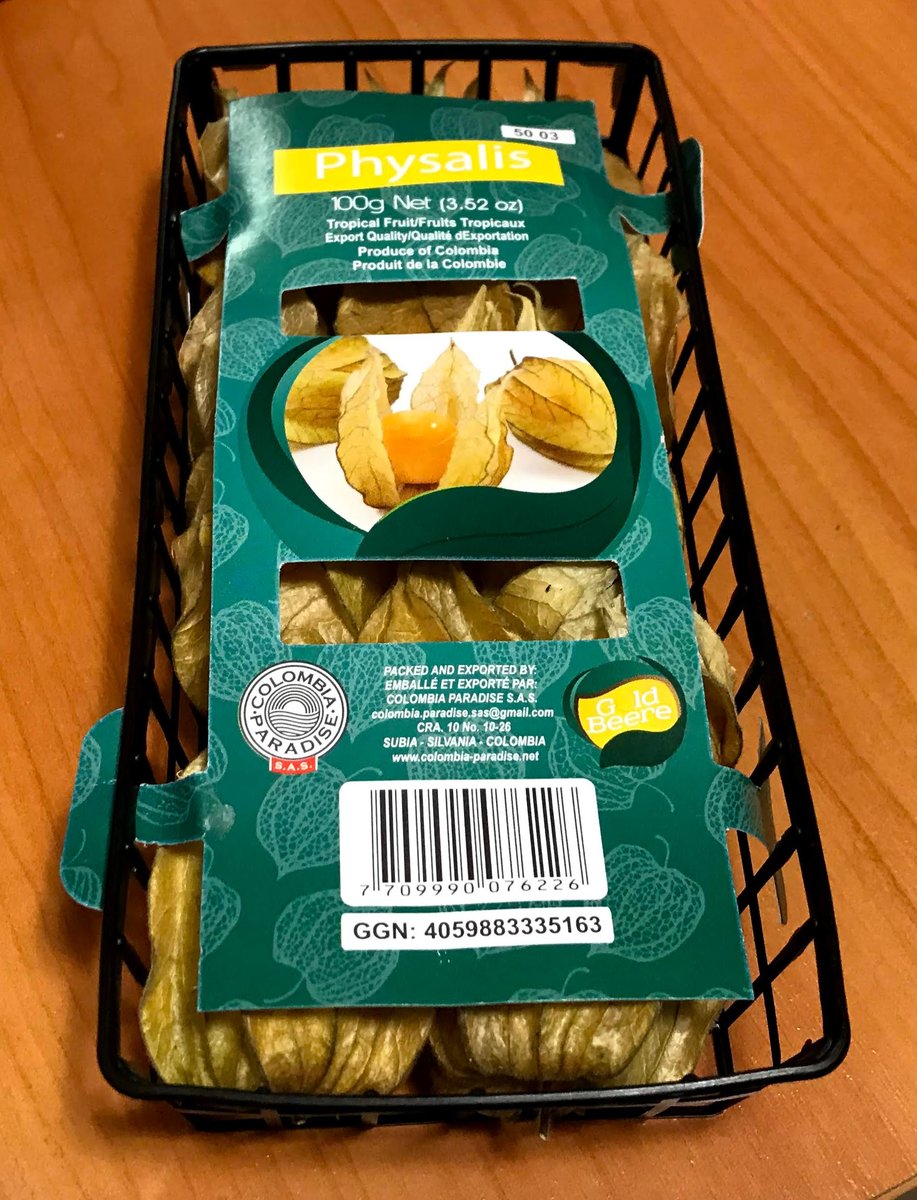 50 03
Physalis
100g Net (3.52 oz)
Tropical Fruit/Fruits Tropicaux
Export Quality/Qualité dExportation
Produce of Colombia
Produit de la Colombie
COLOMBIA
PARADISE
S.A.S.
PACKED AND EXPORTED BY:
EMBALLÉ ET EXPORTÉ PAR:
COLOMBIA PARADISE S.A.S.
colombia.paradise.sas@gmail.com
CRA. 10 No. 10-26
SUBIA - SILVANIA - COLOMBIA
www.colombia-paradise.net
G ld
Beere
7 709990 076226
GGN: 4059883335163